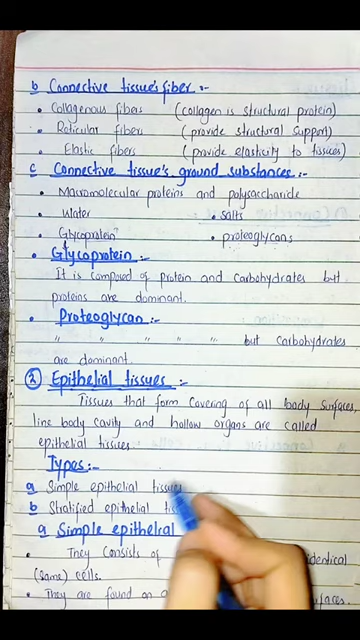 b Connective tissue's fiber :-
• Collagenous fibers (collagen is structural protein)
• Reticular fibers (provide structural support)
• Elastic fibers (provide elasticity to tissues)
c Connective tissue's ground substances :-
• Macromolecular proteins and polysaccharide
• Water • salts
• Glycoprotein • proteoglycans
• Glycoprotein :-
It is composed of protein and Carbohydrates but
proteins are dominant.
• Proteoglycan :-
" " " " " but carbohydrates
are dominant.
② Epithelial tissues :-
Tissues that form covering of all body surfaces,
line body cavity and hollow organs are called
epithelial tissues.
Types :-
a Simple epithelial tissues
b Stratified epithelial
a Simple epithelial
• They consists of identical
(same) cells.
• They are found on